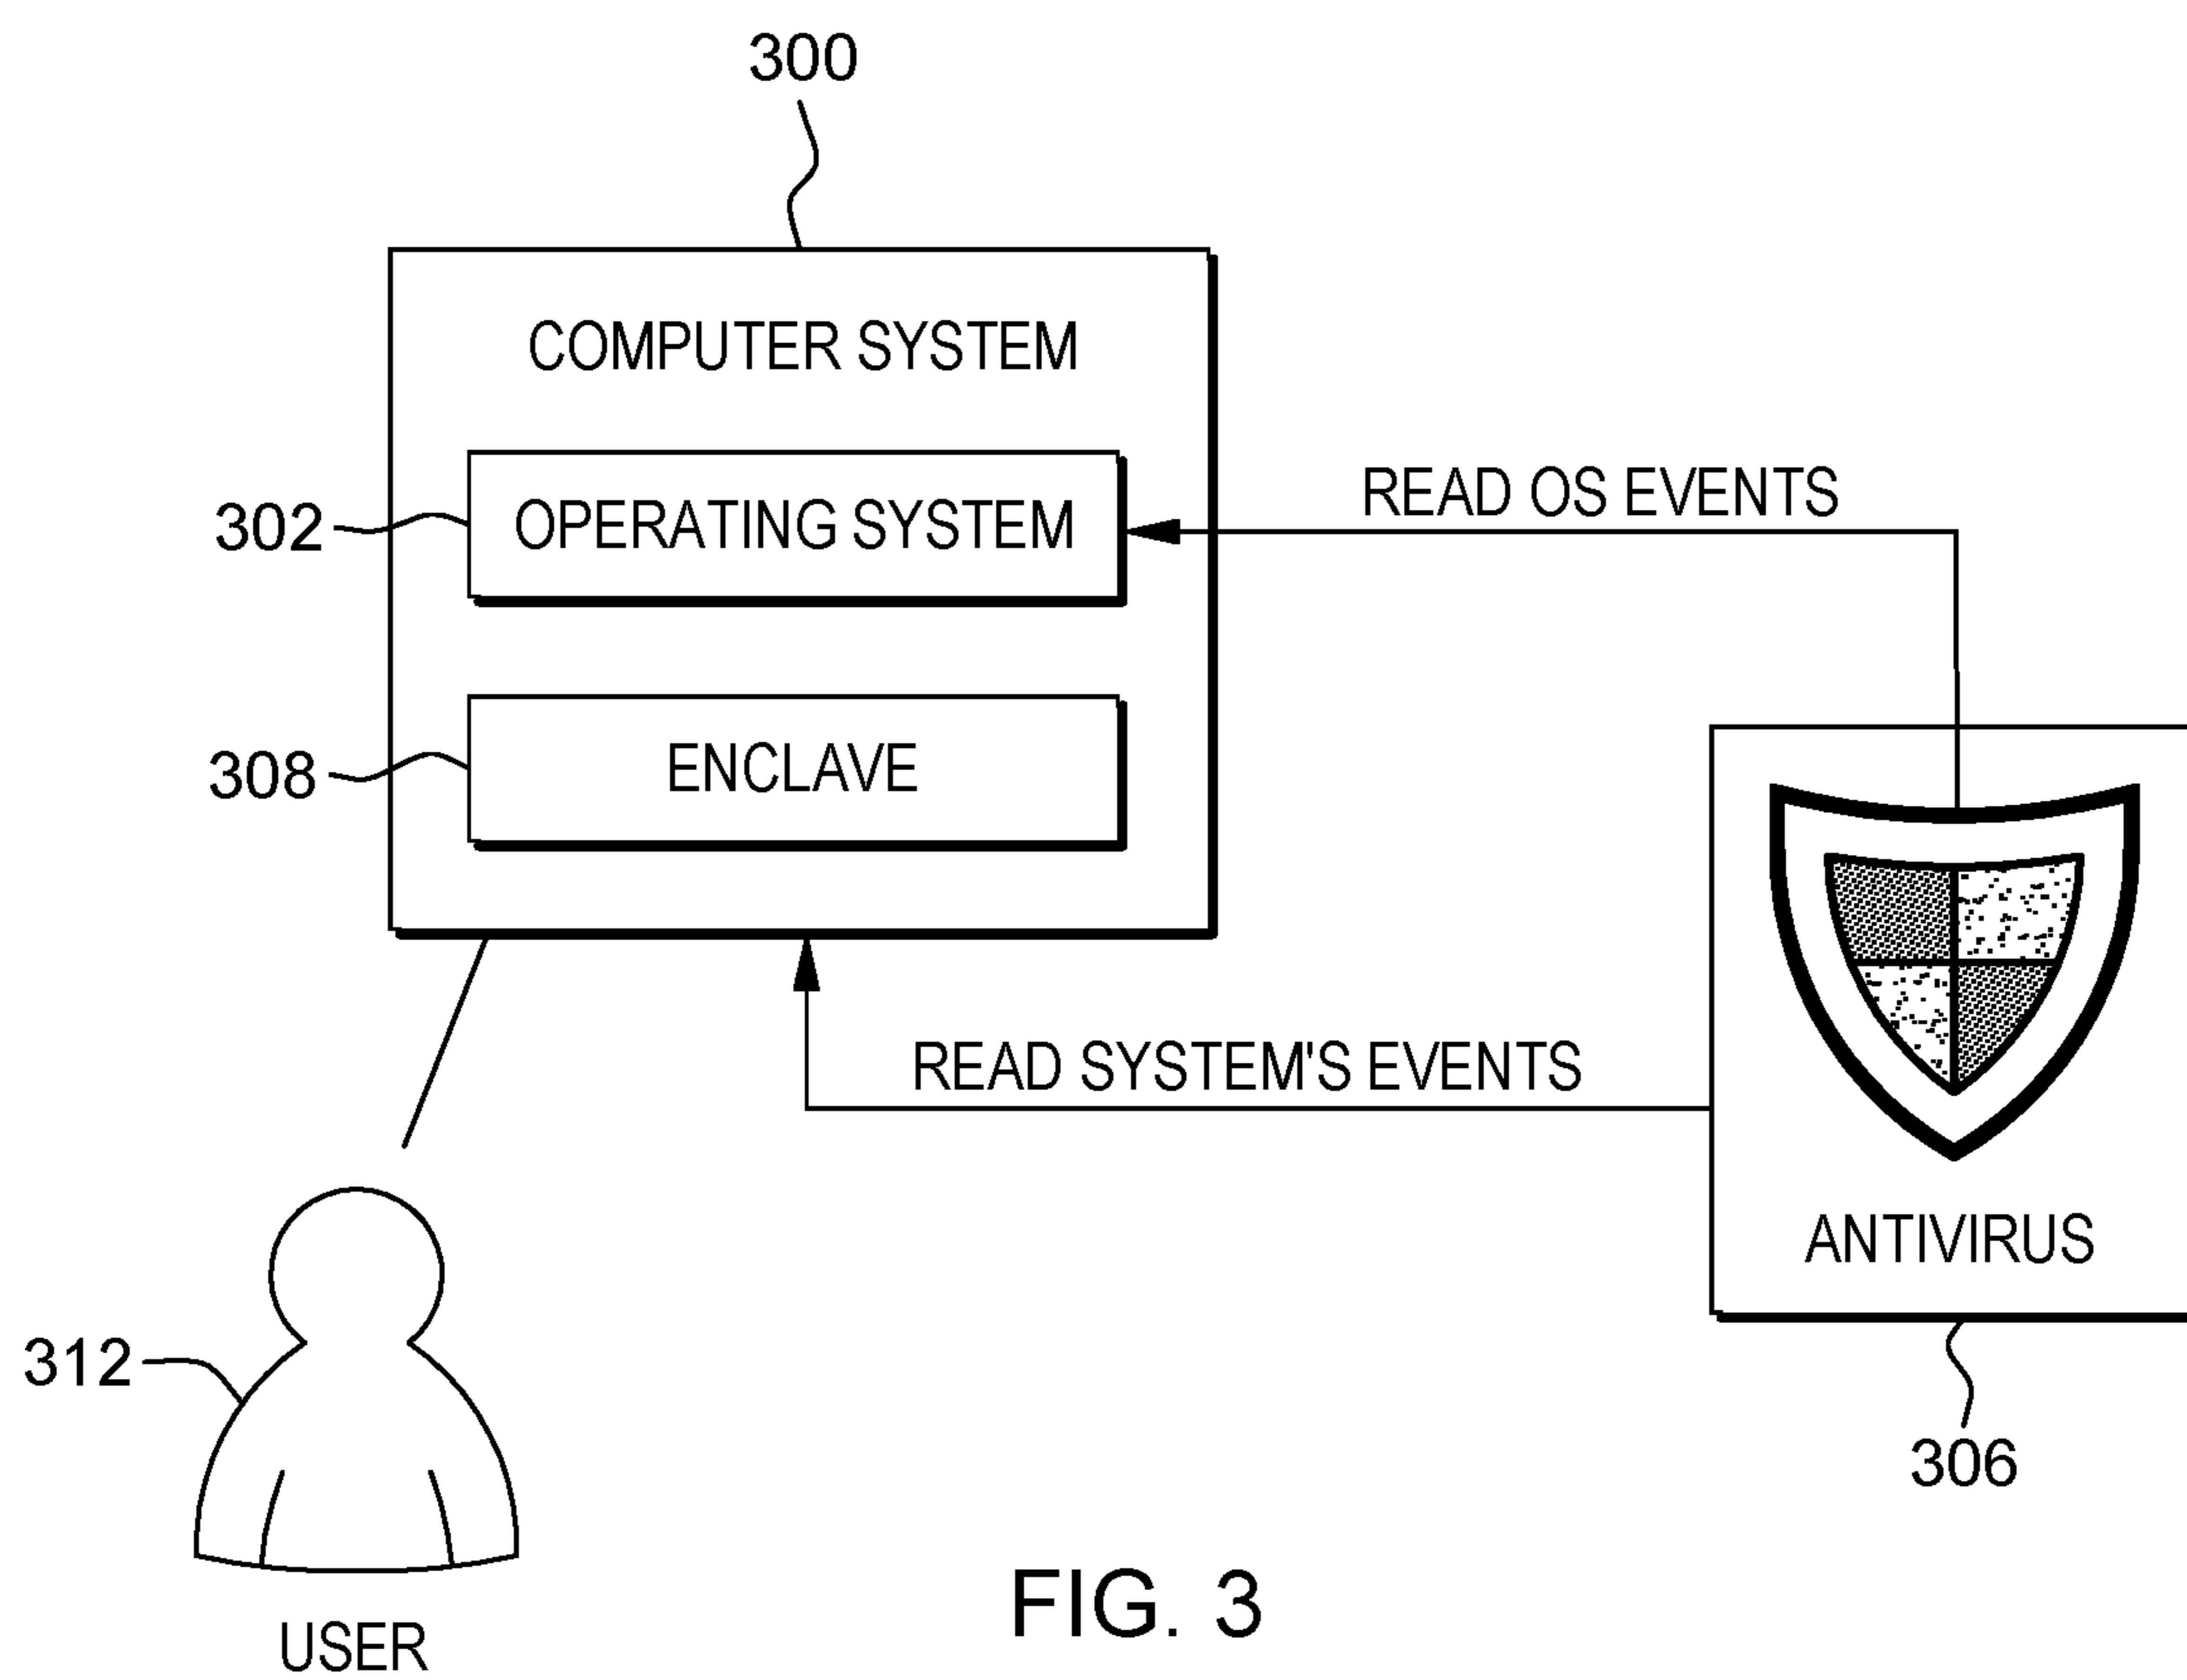 300
COMPUTER SYSTEM
302
OPERATING SYSTEM
READ OS EVENTS
308
ENCLAVE
READ SYSTEM'S EVENTS
ANTIVIRUS
312
306
USER
FIG. 3